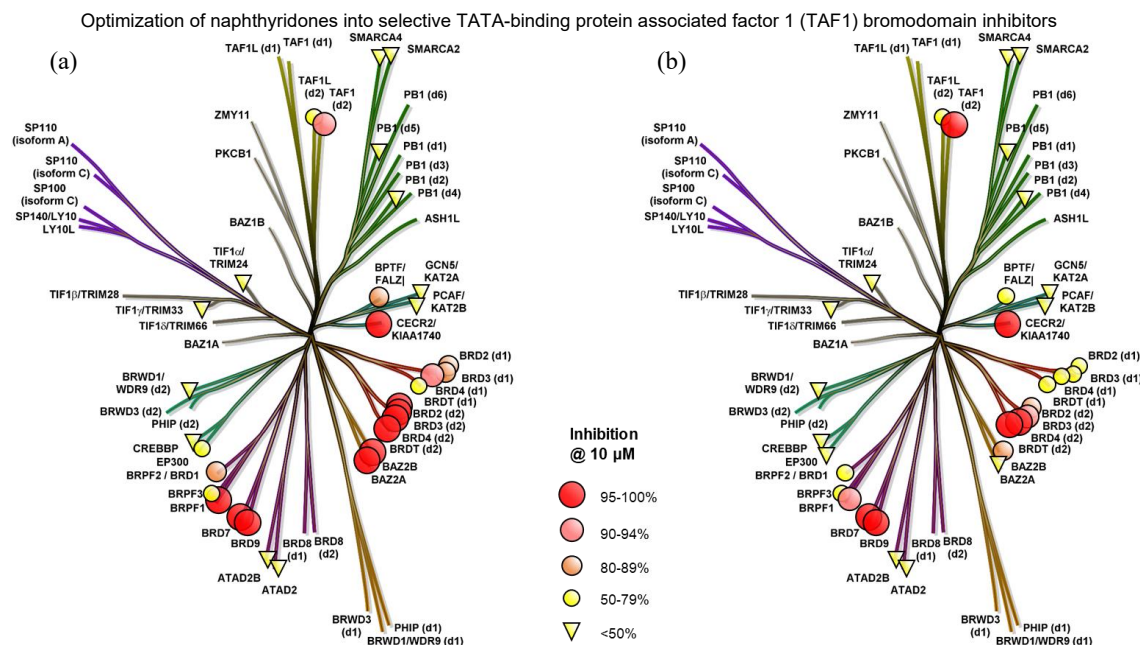 Optimization of naphthyridones into selective TATA-binding protein associated factor 1 (TAF1) bromodomain inhibitors
(a)
TAF1L (d1)
TAF1 (d1)
SMARCA4
SMARCA2
TAF1L
(d2)
TAF1
(d2)
PB1 (d6)
ZMY11
PB1 (d5)
SP110
(isoform A)
PKCB1
PB1 (d1)
PB1 (d3)
SP110
(isoform C)
PB1 (d2)
PB1 (d4)
SP100
(isoform C)
SP140/LY10
LY10L
BAZ1B
ASH1L
TIF1α/
TRIM24
BPTF/
FALZ|
GCN5/
KAT2A
TIF1β/TRIM28
PCAF/
KAT2B
TIF1γ/TRIM33
TIF1δ/TRIM66
CECR2/
KIAA1740
BAZ1A
BRD2 (d1)
BRD3 (d1)
BRD4 (d1)
BRDT (d1)
BRWD1/
WDR9 (d2)
BRWD3 (d2)
BRD2 (d2)
BRD3 (d2)
PHIP (d2)
BRD4 (d2)
BRDT (d2)
CREBBP
EP300
BAZ2B
BRPF2 / BRD1
BAZ2A
BRPF3
BRPF1
BRD7
BRD9
BRD8
(d1)
BRD8
(d2)
ATAD2B
ATAD2
BRWD3
(d1)
PHIP (d1)
BRWD1/WDR9 (d1)
Inhibition
@ 10 µM
95-100%
90-94%
80-89%
50-79%
<50%
(b)
TAF1L (d1)
TAF1 (d1)
SMARCA4
SMARCA2
TAF1L
(d2)
TAF1
(d2)
PB1 (d6)
ZMY11
PB1 (d5)
SP110
(isoform A)
PKCB1
PB1 (d1)
PB1 (d3)
SP110
(isoform C)
PB1 (d2)
PB1 (d4)
SP100
(isoform C)
SP140/LY10
LY10L
BAZ1B
ASH1L
TIF1α/
TRIM24
BPTF/
FALZ|
GCN5/
KAT2A
TIF1β/TRIM28
PCAF/
KAT2B
TIF1γ/TRIM33
TIF1δ/TRIM66
CECR2/
KIAA1740
BAZ1A
BRD2 (d1)
BRD3 (d1)
BRD4 (d1)
BRDT (d1)
BRWD1/
WDR9 (d2)
BRWD3 (d2)
BRD2 (d2)
BRD3 (d2)
PHIP (d2)
BRD4 (d2)
BRDT (d2)
CREBBP
EP300
BAZ2B
BRPF2 / BRD1
BAZ2A
BRPF3
BRPF1
BRD7
BRD9
BRD8
(d1)
BRD8
(d2)
ATAD2B
ATAD2
BRWD3
(d1)
PHIP (d1)
BRWD1/WDR9 (d1)